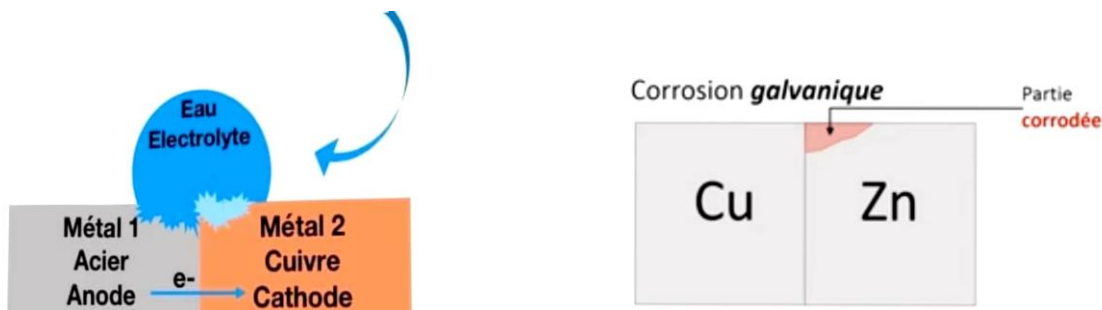 Eau
Electrolyte
Métal 1
Acier
Anode
e-
Métal 2
Cuivre
Cathode
Corrosion galvanique
Partie
corrodée
Cu
Zn